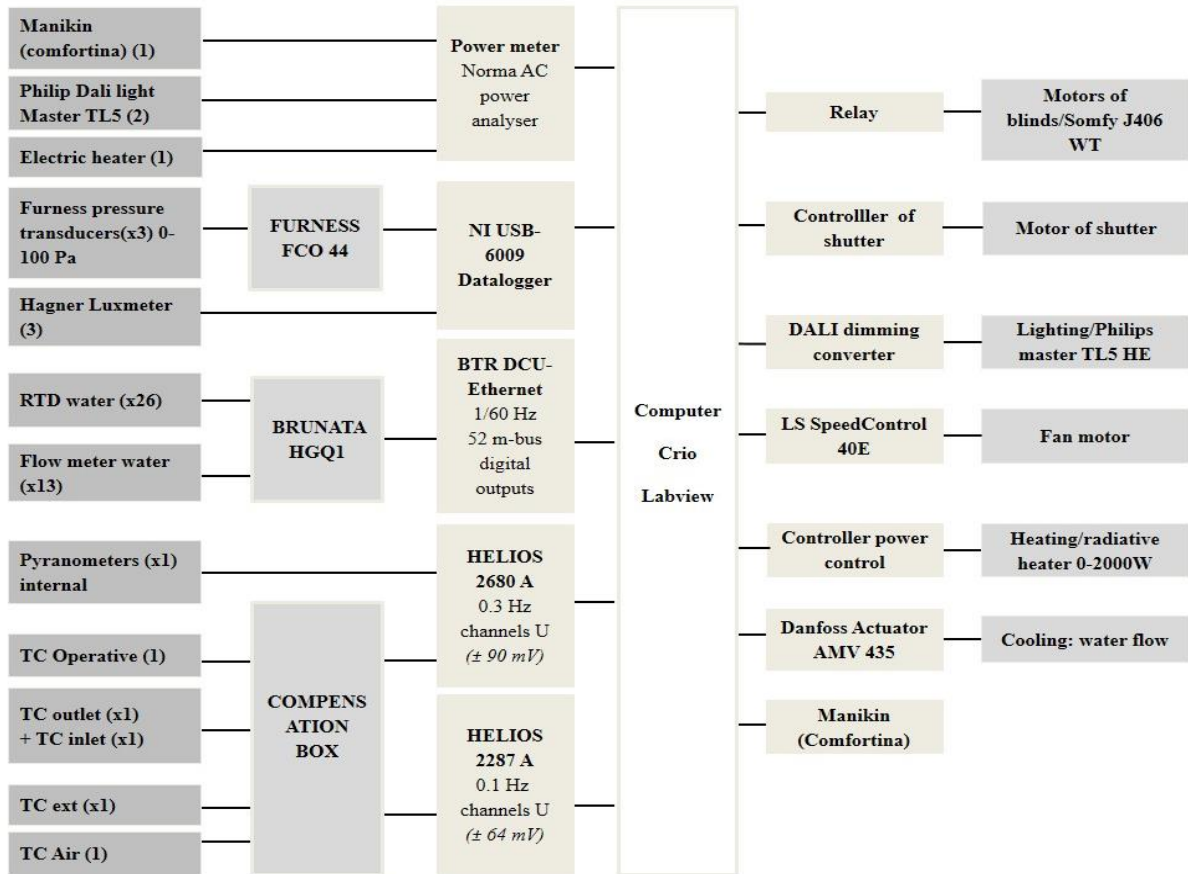 Manikin
(comfortina) (1)
Philip Dali light
Master TL5 (2)
Electric heater (1)
Furness pressure
transducers(x3) 0-
100 Pa
Hagner Luxmeter
(3)
RTD water (x26)
Flow meter water
(x13)
Pyranometers (x1)
internal
TC Operative (1)
TC outlet (x1)
+ TC inlet (x1)
TC ext (x1)
TC Air (1)
FURNESS
FCO 44
BRUNATA
HGQ1
COMPENS
ATION
BOX
Power meter
Norma AC
power
analyser
NI USB-
6009
Datalogger
BTR DCU-
Ethernet
1/60 Hz
52 m-bus
digital
outputs
HELIOS
2680 A
0.3 Hz
channels U
(± 90 mV)
HELIOS
2287 A
0.1 Hz
channels U
(± 64 mV)
Computer
Crio
Labview
Relay
Controlller of
shutter
DALI dimming
converter
LS SpeedControl
40E
Controller power
control
Danfoss Actuator
AMV 435
Manikin
(Comfortina)
Motors of
blinds/Somfy J406
WT
Motor of shutter
Lighting/Philips
master TL5 HE
Fan motor
Heating/radiative
heater 0-2000W
Cooling: water flow